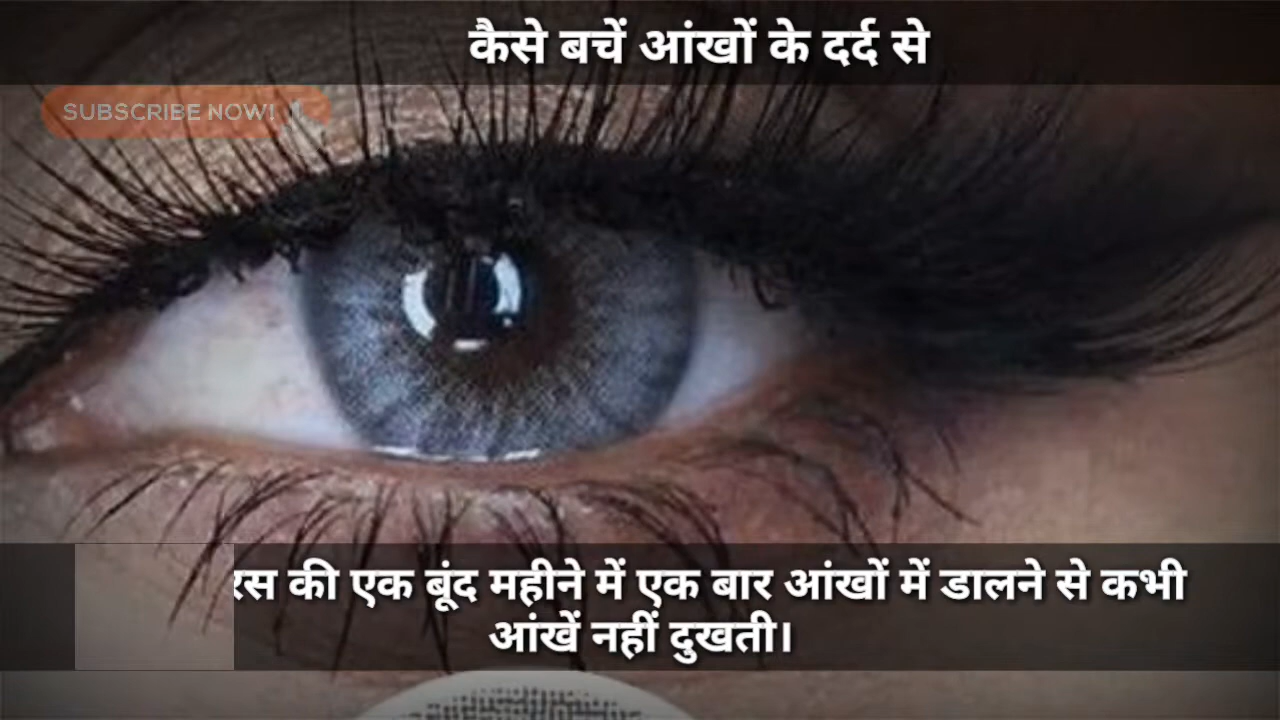 कैसे बचें आंखों के दर्द से
SUBSCRIBE NOW!
रस की एक बूंद महीने में एक बार आंखों में डालने से कभी
आंखें नहीं दुखती।